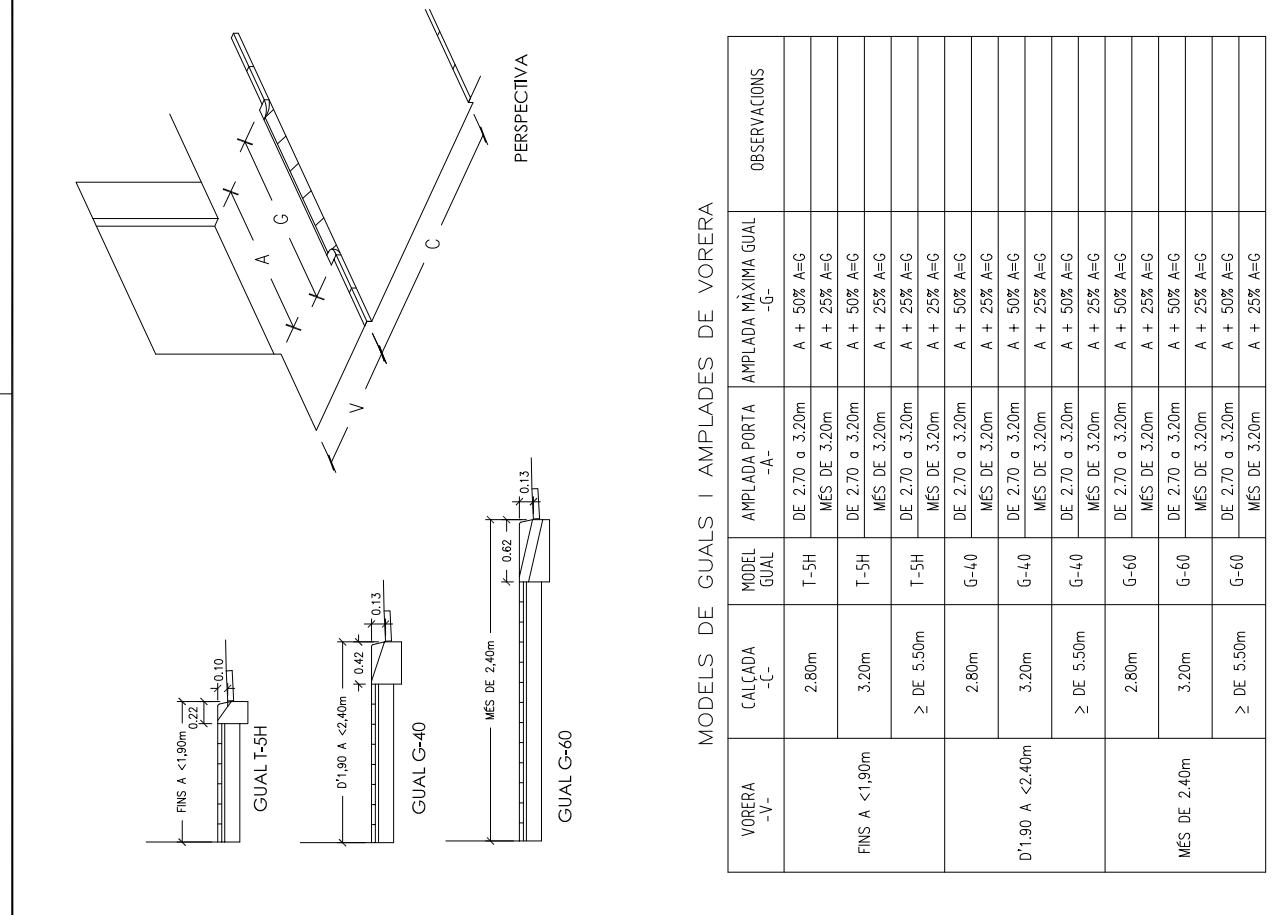 FINS A <1,90m
0.22
0.10
GUAL T-5H
D'1,90 A <2,40m
0.42
0.13
GUAL G-40
MÉS DE 2,40m
0.62
0.13
GUAL G-60
A
G
V
C
PERSPECTIVA
MODELS DE GUALS I AMPLADES DE VORERA
VORERA -V- CALÇADA -C- MODEL GUAL AMPLADA PORTA -A- AMPLADA MÀXIMA GUAL -G- OBSERVACIONS
FINS A <1,90m 2.80m T-5H DE 2.70 a 3.20m A + 50% A=G
MÉS DE 3.20m A + 25% A=G
3.20m T-5H DE 2.70 a 3.20m A + 50% A=G
MÉS DE 3.20m A + 25% A=G
≥ DE 5.50m T-5H DE 2.70 a 3.20m A + 25% A=G
MÉS DE 3.20m A + 25% A=G
D'1.90 A <2.40m 2.80m G-40 DE 2.70 a 3.20m A + 50% A=G
MÉS DE 3.20m A + 25% A=G
3.20m G-40 DE 2.70 a 3.20m A + 50% A=G
MÉS DE 3.20m A + 25% A=G
≥ DE 5.50m G-40 DE 2.70 a 3.20m A + 50% A=G
MÉS DE 3.20m A + 25% A=G
MÉS DE 2.40m 2.80m G-60 DE 2.70 a 3.20m A + 50% A=G
MÉS DE 3.20m A + 25% A=G
3.20m G-60 DE 2.70 a 3.20m A + 50% A=G
MÉS DE 3.20m A + 25% A=G
≥ DE 5.50m G-60 DE 2.70 a 3.20m A + 50% A=G
MÉS DE 3.20m A + 25% A=G